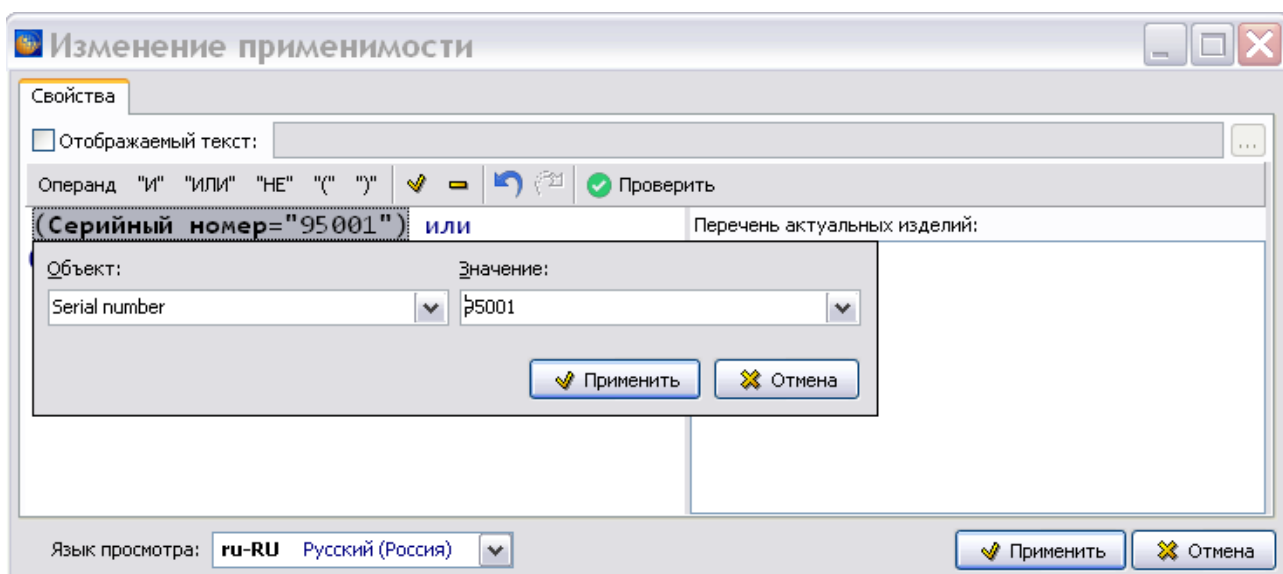 Изменение применимости
Свойства
Отображаемый текст:
...
Операнд "И" "ИЛИ" "НЕ" "(" ")" Проверить
(Серийный номер="95001") или
Перечень актуальных изделий:
Объект: Значение:
Serial number 95001
Применить Отмена
Язык просмотра: ru-RU Русский (Россия) Применить Отмена